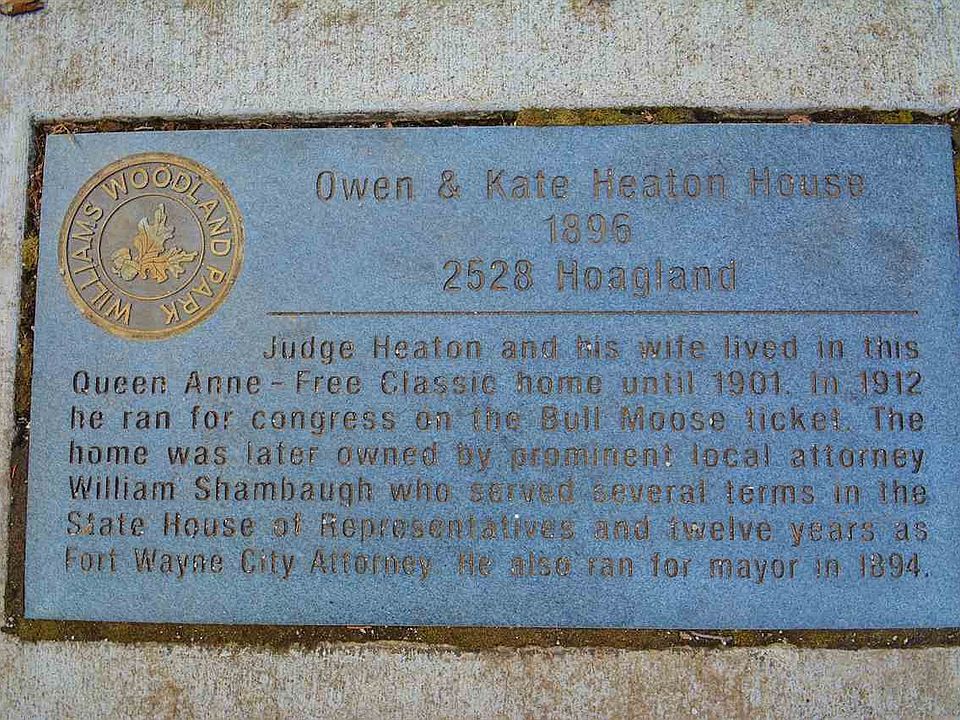 WILLIAMS WOODLAND PARK
Owen & Kate Heaton House
1896
2528 Hoagland
Judge Heaton and his wife lived in this
Queen Anne - Free Classic home until 1901. In 1912
he ran for congress on the Bull Moose ticket. The
home was later owned by prominent local attorney
William Shambaugh who served several terms in the
State House of Representatives and twelve years as
Fort Wayne City Attorney. He also ran for mayor in 1894.